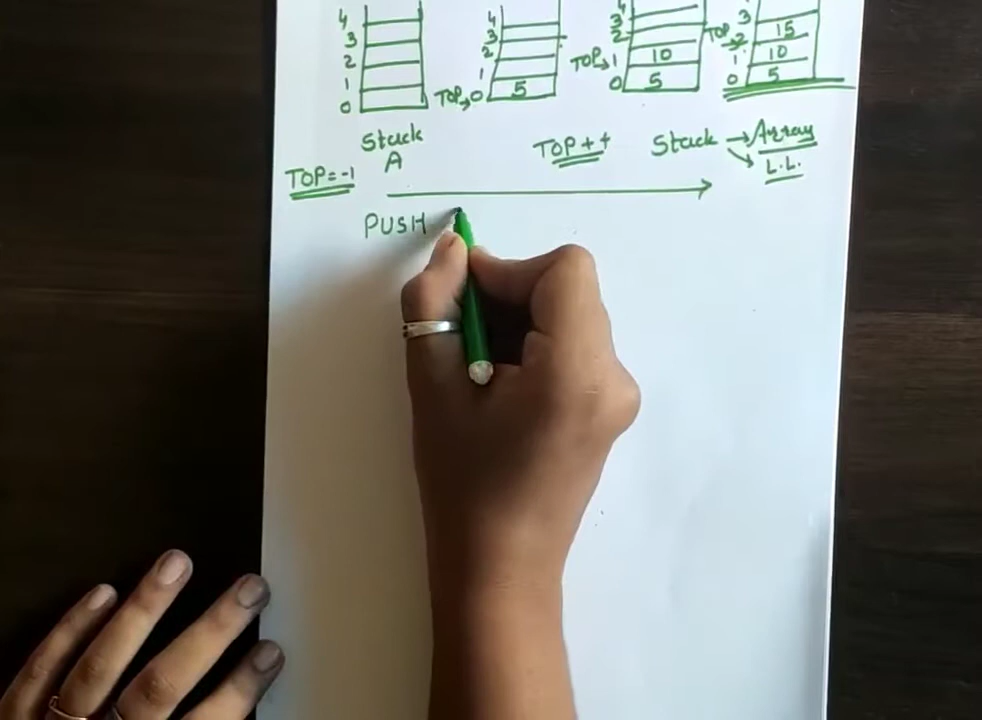 4
3
2
1
0
4
3
2
1
TOP→0 5
4
3
2
TOP→1 10
0 5
3
TOP→2 15
1 10
0 5
Stack
A
TOP=-1
TOP++
Stack → Array
↘ L.L.
PUSH